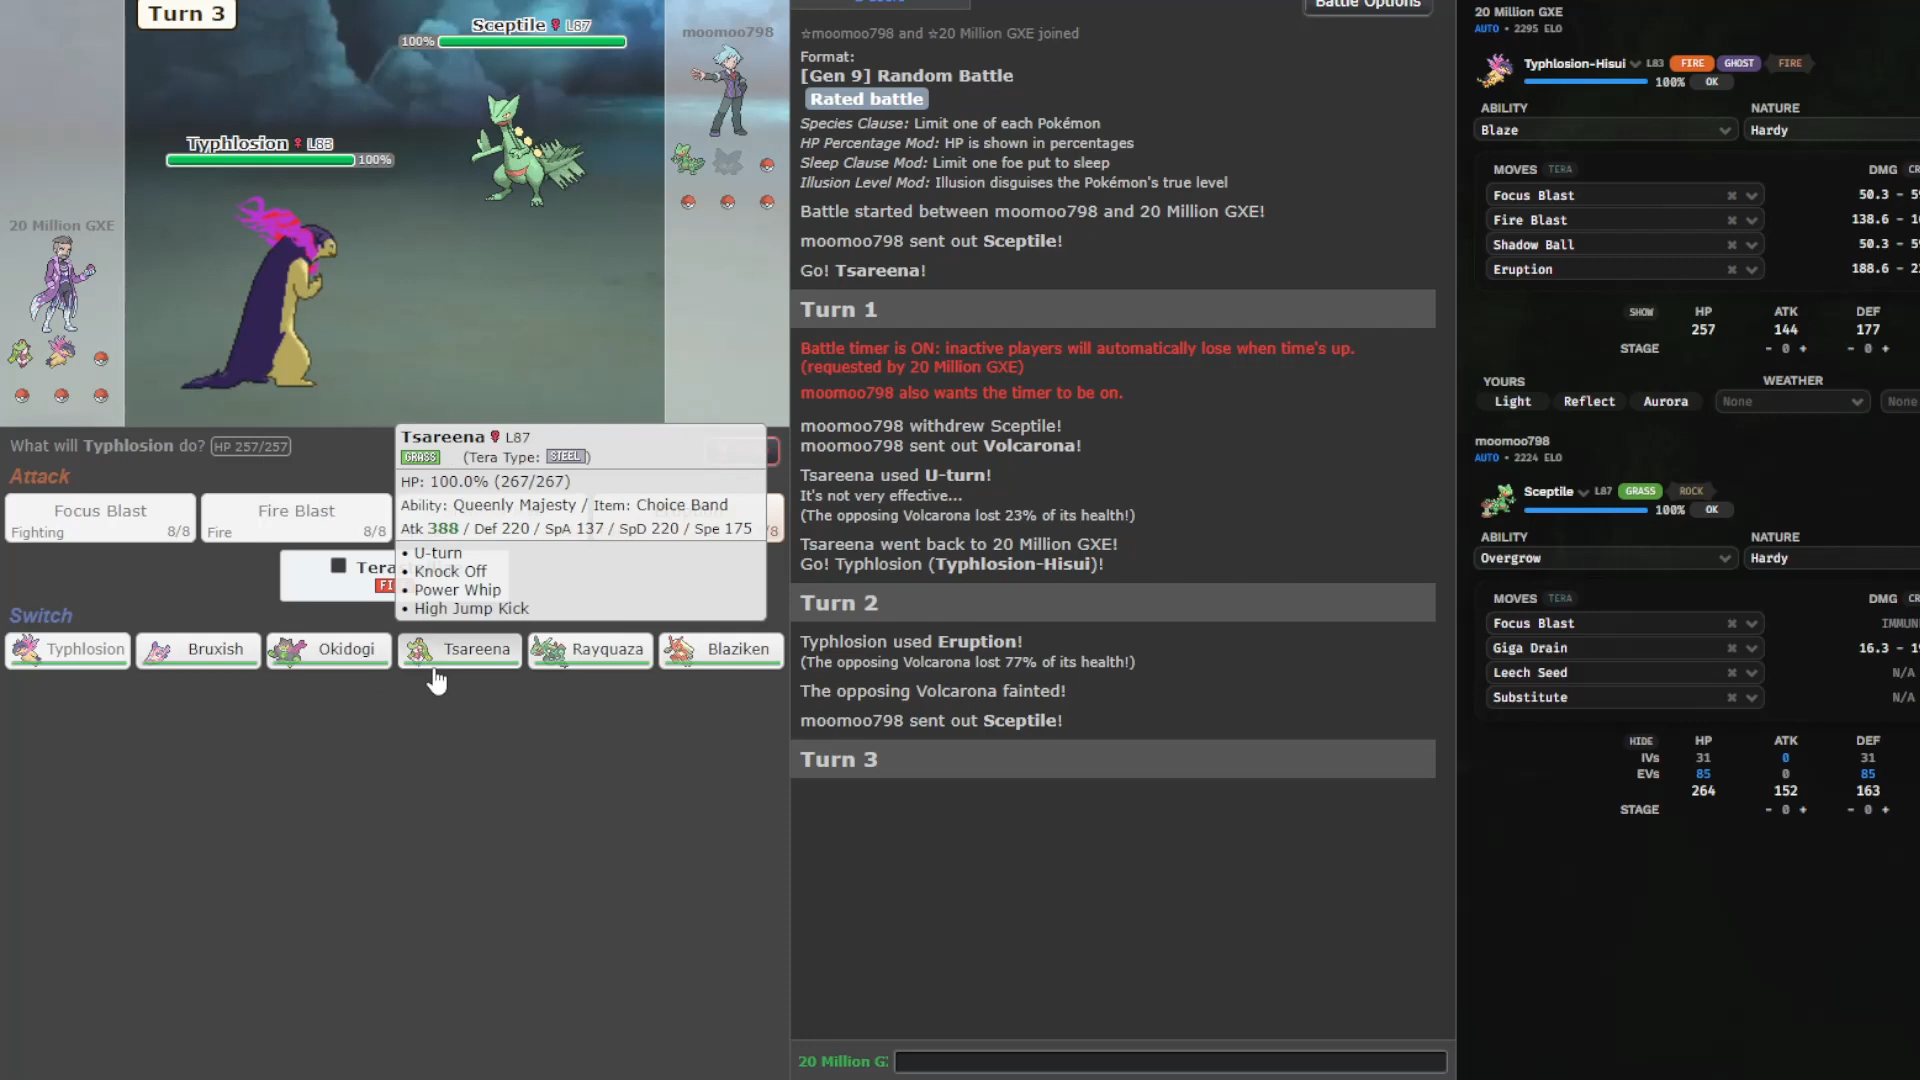 Turn 3
Sceptile L87
100%
moomoo798
Typhlosion L83
100%
20 Million GXE
What will Typhlosion do? HP 257/257
Attack
Focus Blast
Fighting 8/8
Fire Blast
Fire 8/8
/8
Tera
FI
Tsareena L87
GRASS (Tera Type: STEEL)
HP: 100.0% (267/267)
Ability: Queenly Majesty / Item: Choice Band
Atk 388 / Def 220 / SpA 137 / SpD 220 / Spe 175
• U-turn
• Knock Off
• Power Whip
• High Jump Kick
Switch
Typhlosion
Bruxish
Okidogi
Tsareena
Rayquaza
Blaziken
Battle Options
☆moomoo798 and ☆20 Million GXE joined
Format:
[Gen 9] Random Battle
Rated battle
Species Clause: Limit one of each Pokémon
HP Percentage Mod: HP is shown in percentages
Sleep Clause Mod: Limit one foe put to sleep
Illusion Level Mod: Illusion disguises the Pokémon's true level
Battle started between moomoo798 and 20 Million GXE!
moomoo798 sent out Sceptile!
Go! Tsareena!
Turn 1
Battle timer is ON: inactive players will automatically lose when time's up.
(requested by 20 Million GXE)
moomoo798 also wants the timer to be on.
moomoo798 withdrew Sceptile!
moomoo798 sent out Volcarona!
Tsareena used U-turn!
It's not very effective...
(The opposing Volcarona lost 23% of its health!)
Tsareena went back to 20 Million GXE!
Go! Typhlosion (Typhlosion-Hisui)!
Turn 2
Typhlosion used Eruption!
(The opposing Volcarona lost 77% of its health!)
The opposing Volcarona fainted!
moomoo798 sent out Sceptile!
Turn 3
20 Million G
20 Million GXE
AUTO • 2295 ELO
Typhlosion-Hisui L83 FIRE GHOST FIRE
100% OK
ABILITY NATURE
Blaze Hardy
MOVES TERA DMG CR
Focus Blast 50.3 - 59
Fire Blast 138.6 - 1
Shadow Ball 50.3 - 59
Eruption 188.6 - 2
SHOW HP ATK DEF
257 144 177
STAGE - 0 + - 0 +
YOURS WEATHER
Light Reflect Aurora None None
moomoo798
AUTO • 2224 ELO
Sceptile L87 GRASS ROCK
100% OK
ABILITY NATURE
Overgrow Hardy
MOVES TERA DMG CR
Focus Blast IMMUN
Giga Drain 16.3 - 1
Leech Seed N/A
Substitute N/A
HIDE HP ATK DEF
IVs 31 0 31
EVs 85 0 85
264 152 163
STAGE - 0 + - 0 +